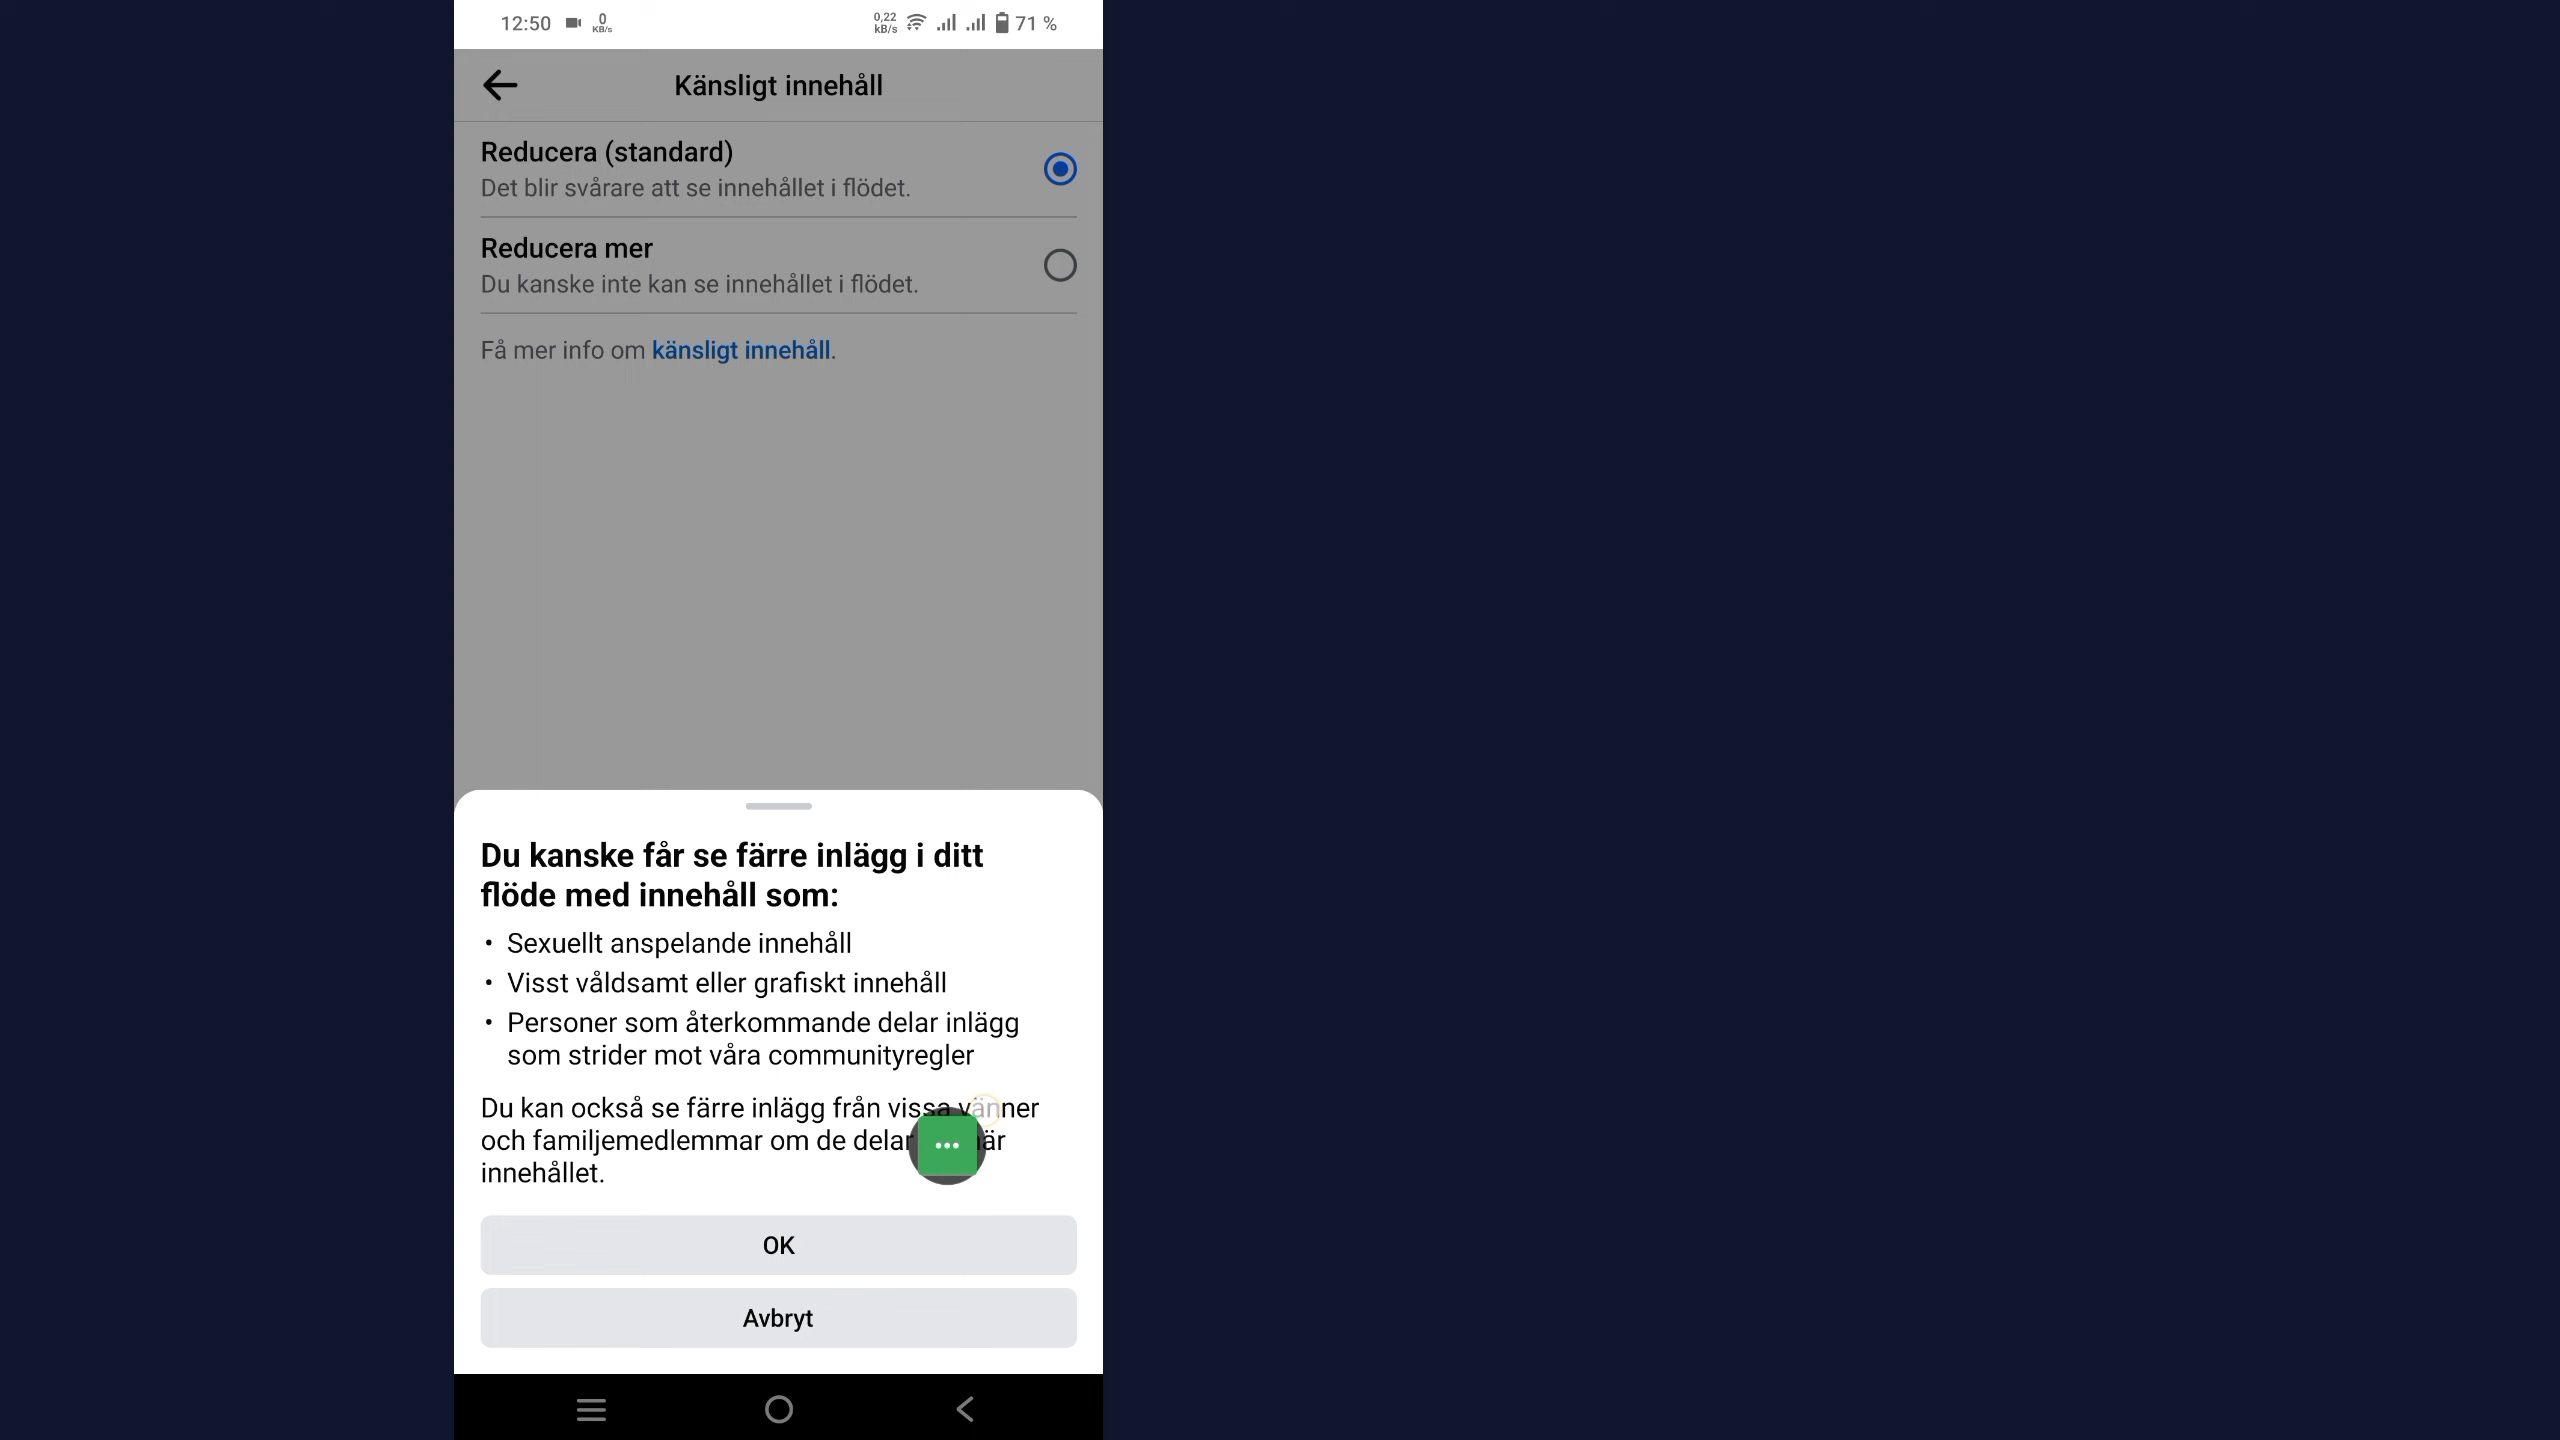 12:50 0 KB/s 0,22 kB/s 71 %
Känsligt innehåll
Reducera (standard)
Det blir svårare att se innehållet i flödet.
Reducera mer
Du kanske inte kan se innehållet i flödet.
Få mer info om känsligt innehåll.
Du kanske får se färre inlägg i ditt
flöde med innehåll som:
• Sexuellt anspelande innehåll
• Visst våldsamt eller grafiskt innehåll
• Personer som återkommande delar inlägg
som strider mot våra communityregler
Du kan också se färre inlägg från vissa vänner
och familjemedlemmar om de delar
innehållet.
OK
Avbryt